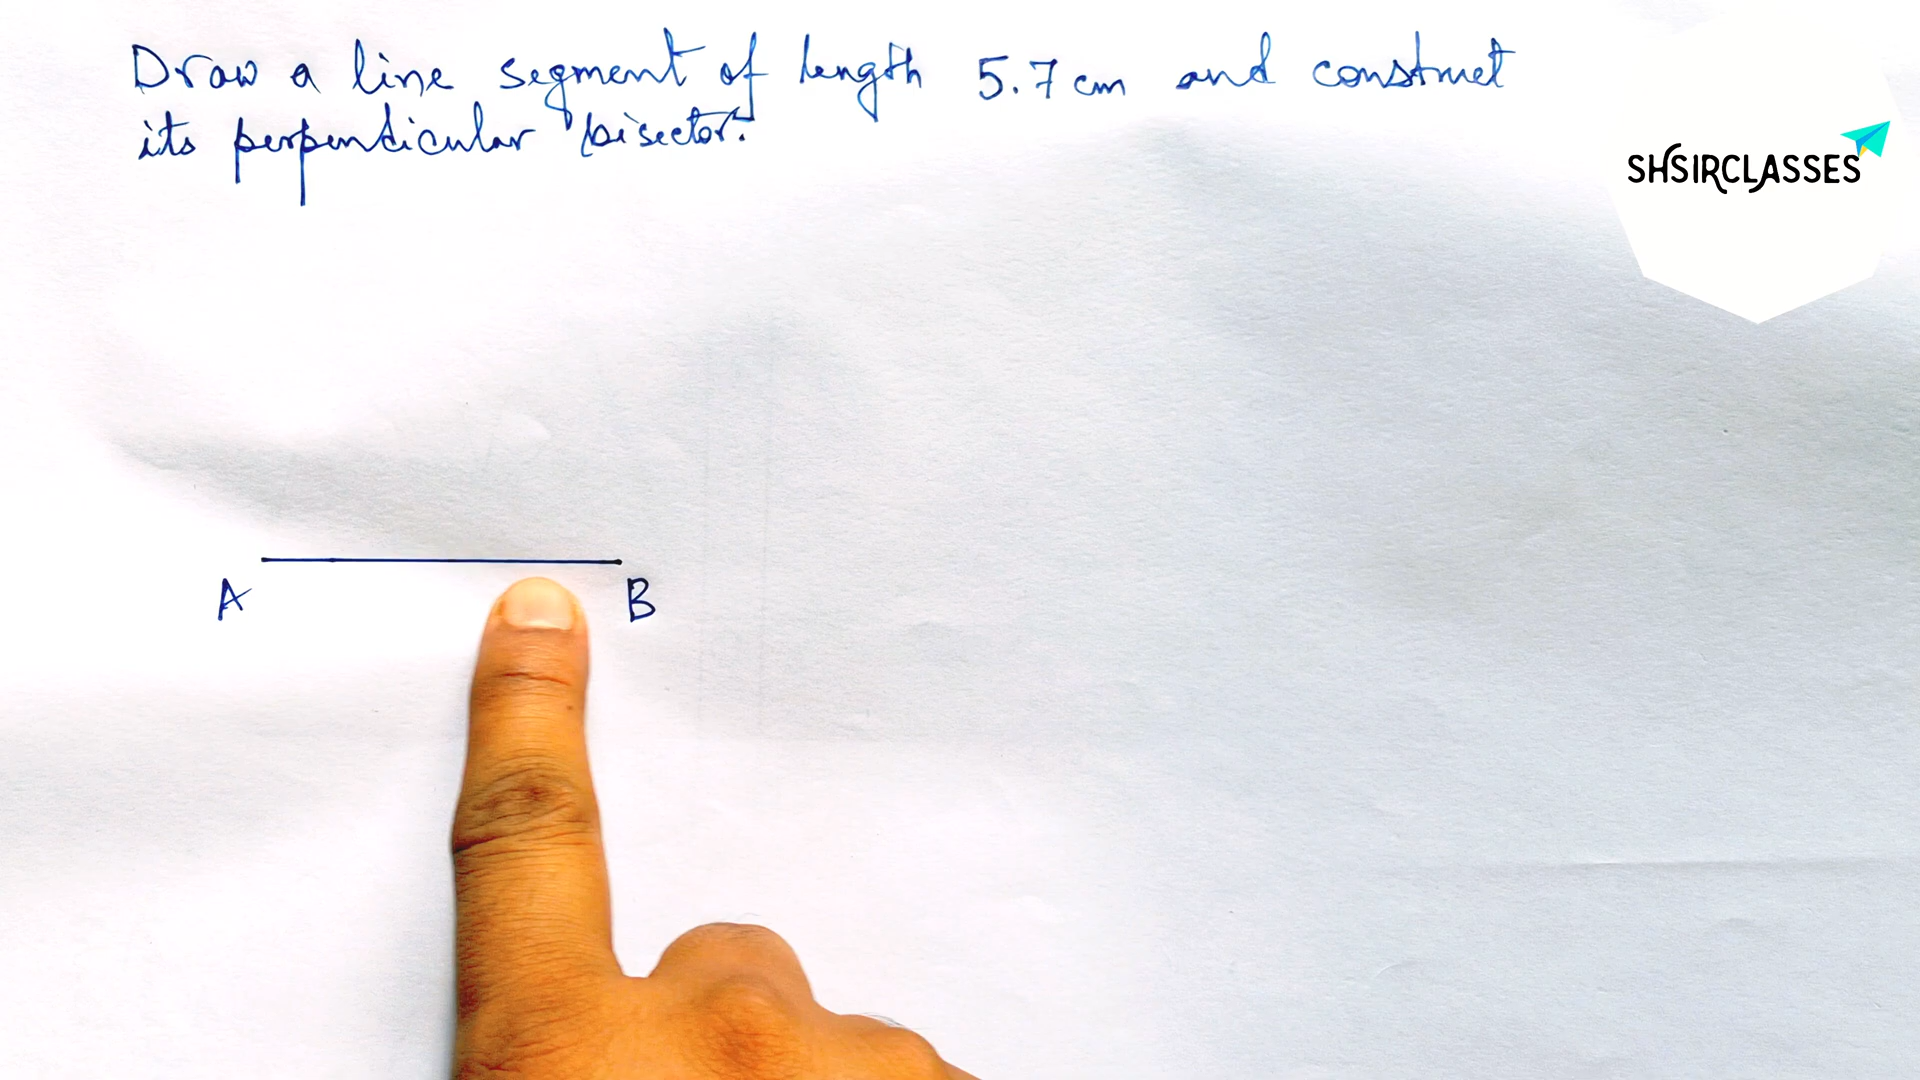 Draw a line segment of length 5.7 cm and construct
its perpendicular bisector.
SHSIRCLASSES
A B